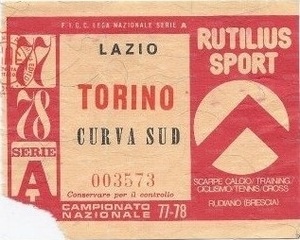 F.I.G.C. LEGA NAZIONALE SERIE A
77
78
SERIE
A
LAZIO
TORINO
CURVA SUD
003573
Conservare per il controllo
CAMPIONATO
NAZIONALE 77-78
RUTILIUS
SPORT
SCARPE CALCIO/TRAINING/
CICLISMO/TENNIS CROSS
RUDIANO (BRESCIA)